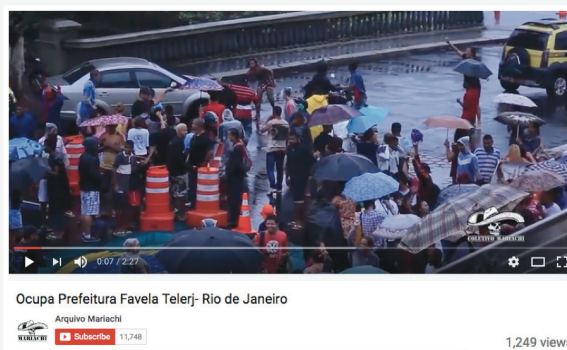 COLETIVO MARIACHI
0:07 / 2:27
Ocupa Prefeitura Favela Telerj- Rio de Janeiro
Arquivo Mariachi
MARIACHI
Subscribe 11,748
1,249 views